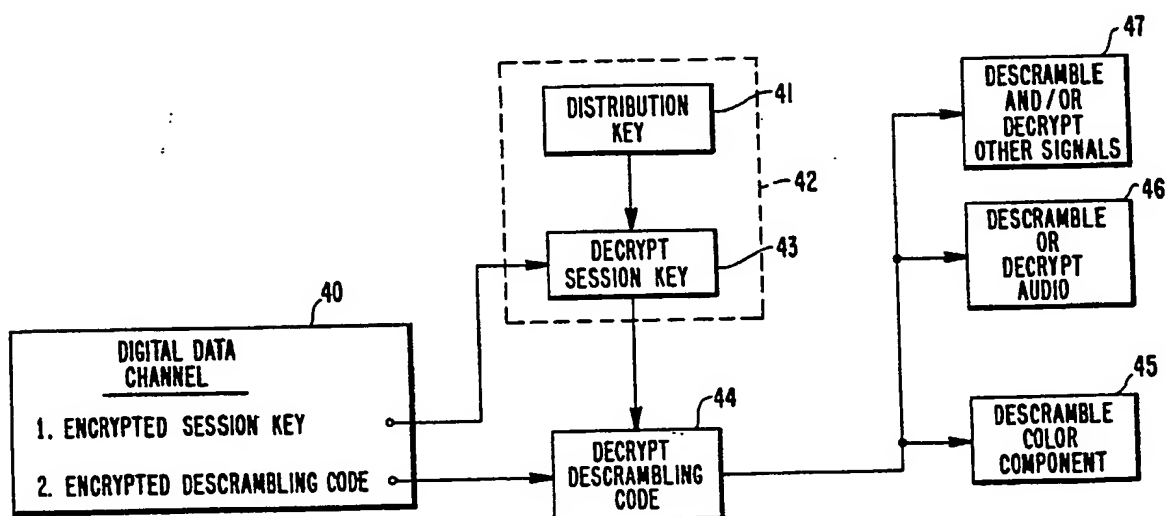 47
DESCRAMBLE
AND/OR
DECRYPT
OTHER SIGNALS
41
DISTRIBUTION
KEY
42
46
DESCRAMBLE
OR
DECRYPT
AUDIO
43
DECRYPT
SESSION KEY
40
DIGITAL DATA
CHANNEL
1. ENCRYPTED SESSION KEY
2. ENCRYPTED DESCRAMBLING CODE
44
DECRYPT
DESCRAMBLING
CODE
45
DESCRAMBLE
COLOR
COMPONENT